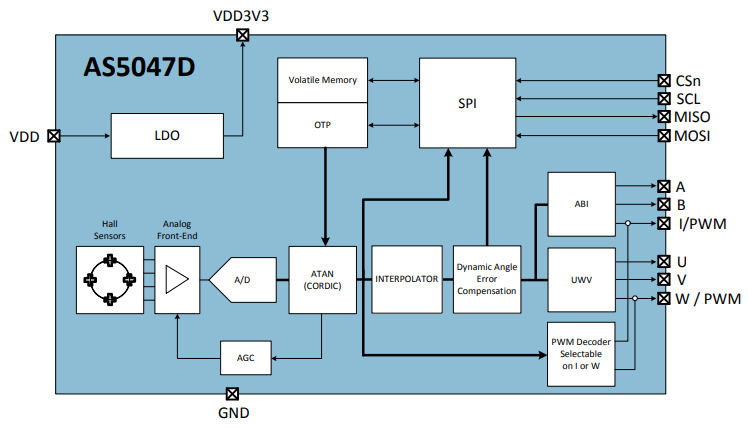 VDD3V3
AS5047D
Volatile Memory
OTP
SPI
CSn
SCL
MISO
MOSI
VDD
LDO
Hall
Sensors
Analog
Front-End
A/D
ATAN
(CORDIC)
INTERPOLATOR
Dynamic Angle
Error
Compensation
ABI
A
B
I/PWM
UWV
U
V
W / PWM
PWM Decoder
Selectable
on I or W
AGC
GND